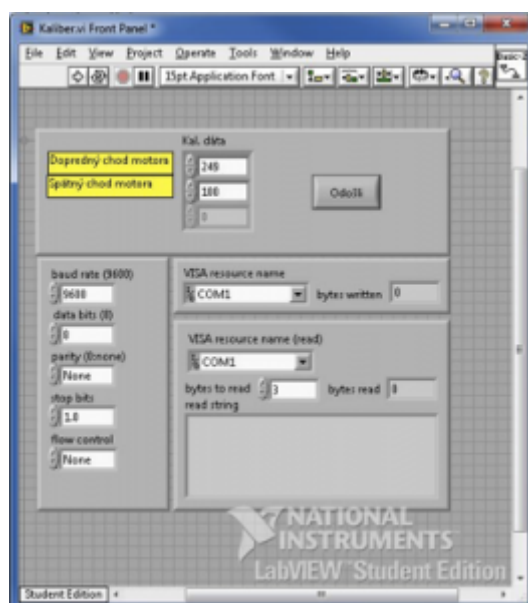 Kaliber.vi Front Panel *
File Edit View Project Operate Tools Window Help
15pt Application Font
Kal. dáta
Dopredný chod motora
Spätný chod motora
249
180
0
baud rate (9600)
9600
data bits (8)
8
parity (0:none)
None
stop bits
1.0
flow control
None
VISA resource name
COM1
bytes written 0
VISA resource name (read)
COM1
bytes to read 3 bytes read 0
read string
NATIONAL
INSTRUMENTS
LabVIEW Student Edition
Student Edition